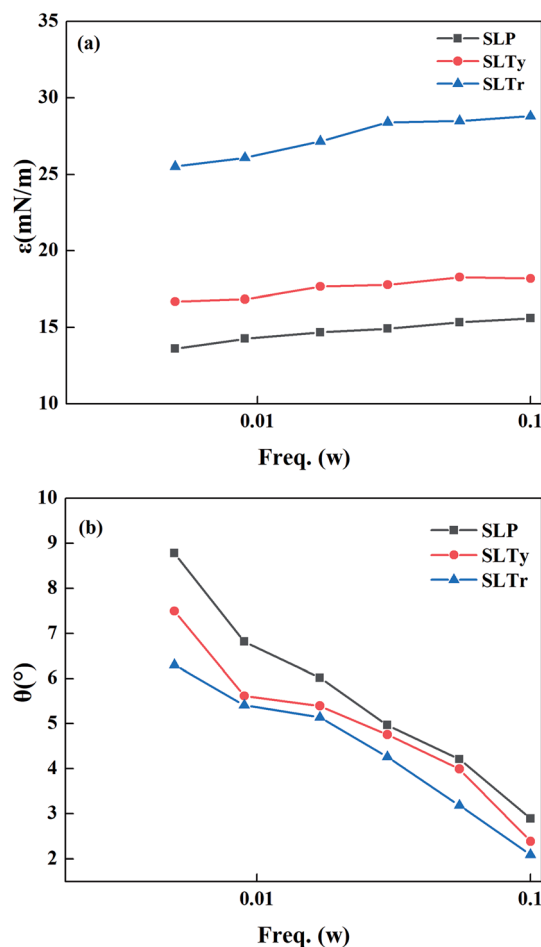 35
30
25
20
15
10
ε(mN/m)
(a)
SLP
SLTy
SLTr
0.01
0.1
Freq. (w)
10
9
8
7
6
5
4
3
2
θ(°)
(b)
SLP
SLTy
SLTr
0.01
0.1
Freq. (w)